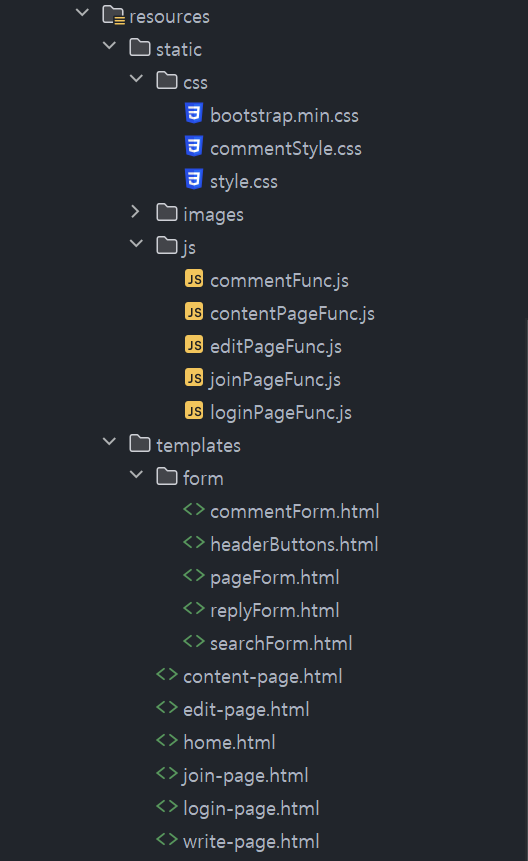 resources
static
css
bootstrap.min.css
commentStyle.css
style.css
images
js
JS commentFunc.js
JS contentPageFunc.js
JS editPageFunc.js
JS joinPageFunc.js
JS loginPageFunc.js
templates
form
<> commentForm.html
<> headerButtons.html
<> pageForm.html
<> replyForm.html
<> searchForm.html
<> content-page.html
<> edit-page.html
<> home.html
<> join-page.html
<> login-page.html
<> write-page.html